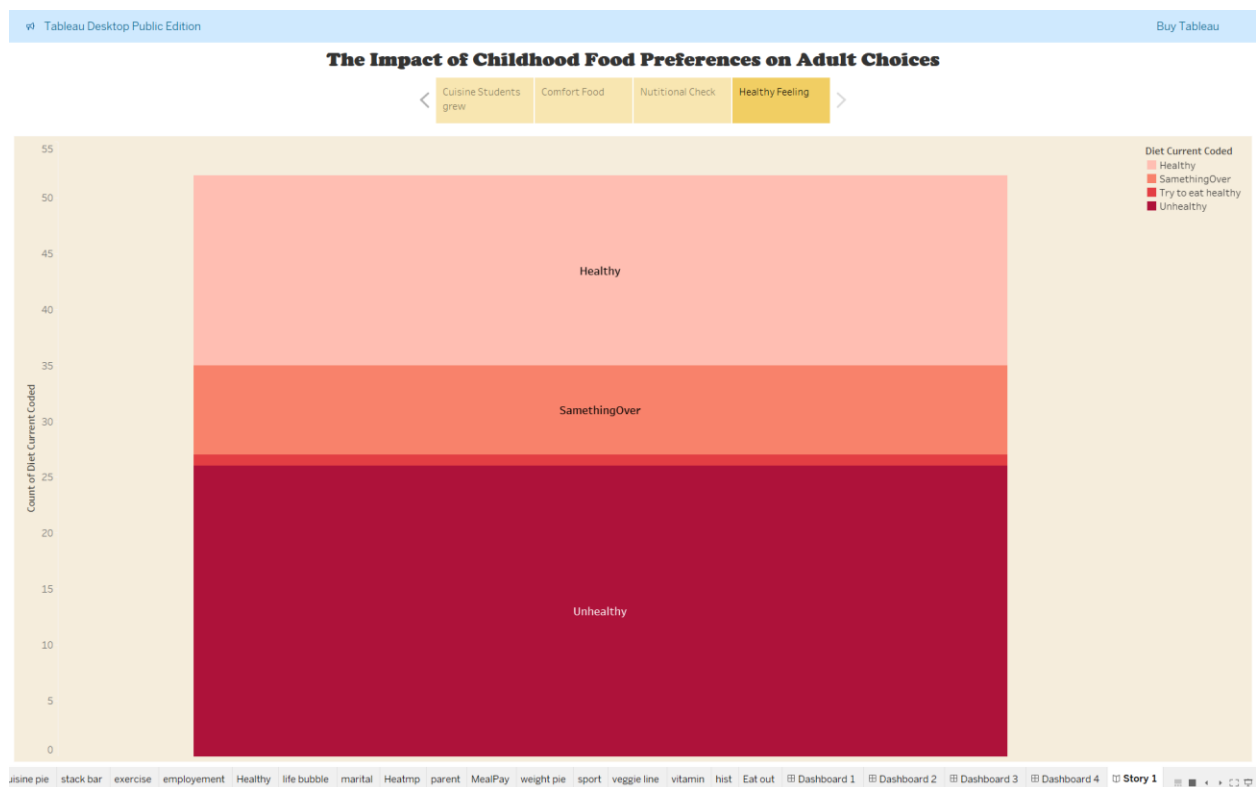 Tableau Desktop Public Edition
Buy Tableau
The Impact of Childhood Food Preferences on Adult Choices
Cuisine Students
grew
Comfort Food
Nutitional Check
Healthy Feeling
55
50
45
40
35
30
25
20
15
10
5
0
Count of Diet Current Coded
Healthy
SamethingOver
Unhealthy
Diet Current Coded
Healthy
SamethingOver
Try to eat healthy
Unhealthy
pie stack bar exercise employement Healthy life bubble marital Heatmp parent MealPay weight pie sport veggie line vitamin hist Eat out Dashboard 1 Dashboard 2 Dashboard 3 Dashboard 4 Story 1